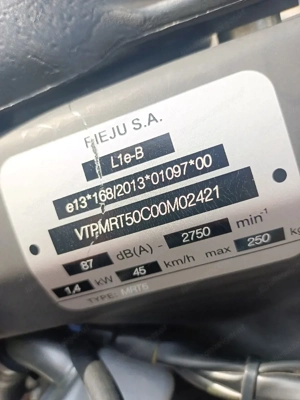 RIEJU S.A.
L1e-B
e13*168/2013*01097*00
VTPMRT50C00M02421
87 dB(A) - 2750 min-1
1,4 kW 45 km/h max 250 kg
TYPE: MRT5